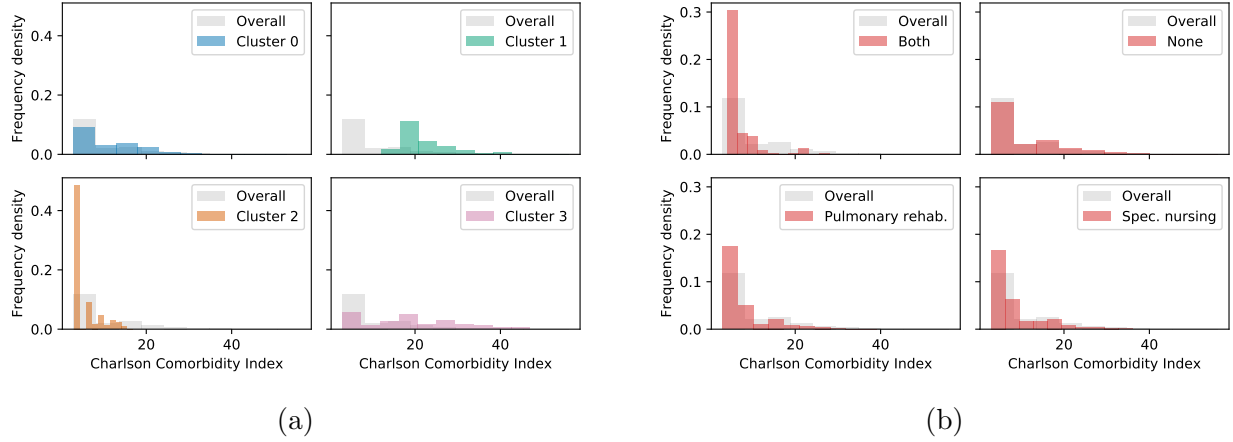 Frequency density
0.4
0.2
0.0
Overall
Cluster 0
Overall
Cluster 1
Frequency density
0.4
0.2
0.0
20
40
Charlson Comorbidity Index
Overall
Cluster 2
20
40
Charlson Comorbidity Index
Overall
Cluster 3
(a)
Frequency density
0.3
0.2
0.1
0.0
20
40
Overall
Both
20
40
Overall
None
Frequency density
0.3
0.2
0.1
0.0
20
40
Charlson Comorbidity Index
Overall
Pulmonary rehab.
20
40
Charlson Comorbidity Index
Overall
Spec. nursing
(b)